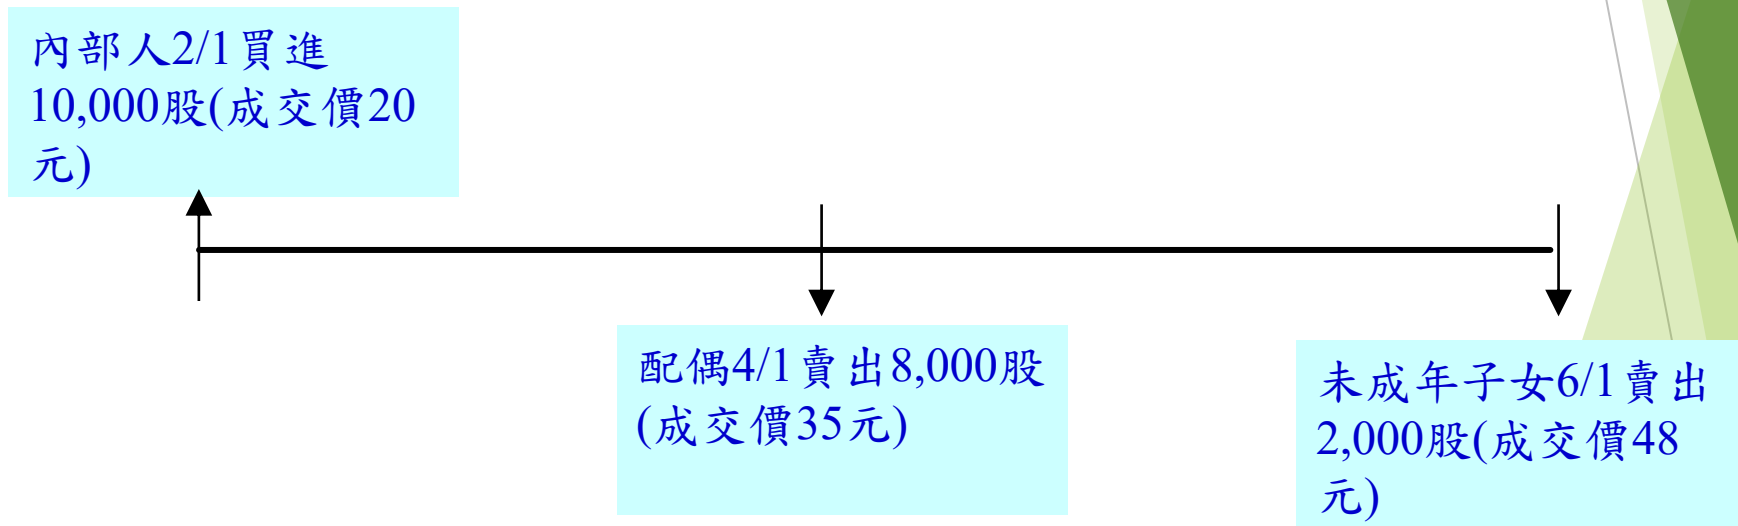 內部人2/1買進
10,000股(成交價20
元)
配偶4/1賣出8,000股
(成交價35元)
未成年子女6/1賣出
2,000股(成交價48
元)